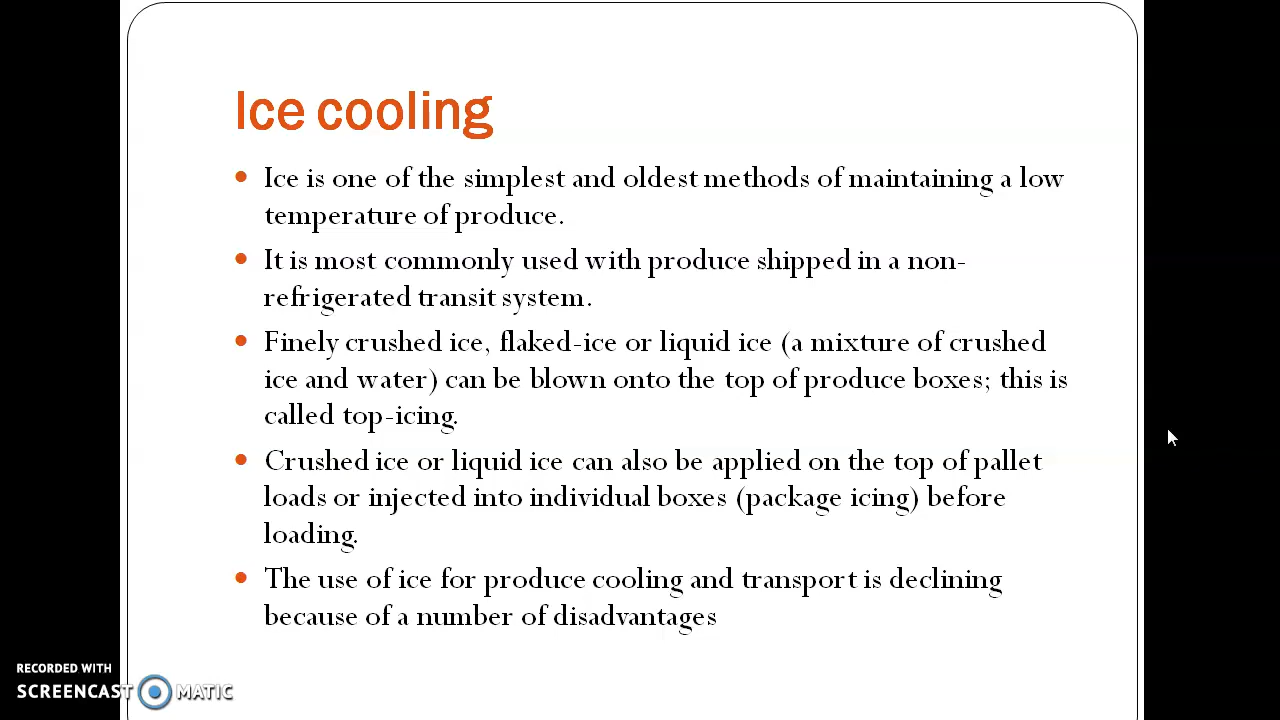 Ice cooling
• Ice is one of the simplest and oldest methods of maintaining a low
temperature of produce.
• It is most commonly used with produce shipped in a non-
refrigerated transit system.
• Finely crushed ice, flaked-ice or liquid ice (a mixture of crushed
ice and water) can be blown onto the top of produce boxes; this is
called top-icing.
• Crushed ice or liquid ice can also be applied on the top of pallet
loads or injected into individual boxes (package icing) before
loading.
• The use of ice for produce cooling and transport is declining
because of a number of disadvantages
RECORDED WITH
SCREENCAST MATIC